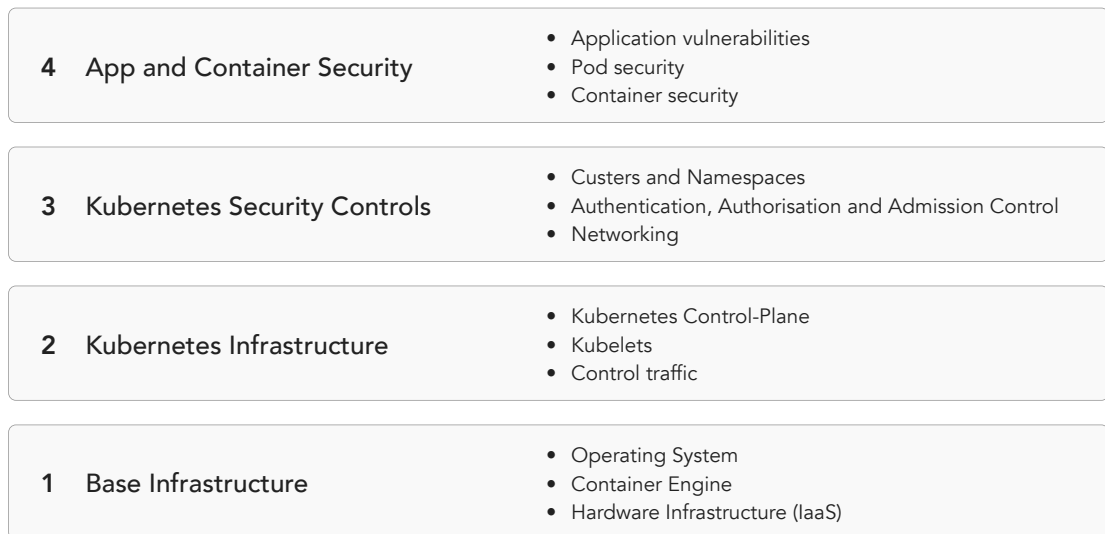 4 App and Container Security
• Application vulnerabilities
• Pod security
• Container security
3 Kubernetes Security Controls
• Custers and Namespaces
• Authentication, Authorisation and Admission Control
• Networking
2 Kubernetes Infrastructure
• Kubernetes Control-Plane
• Kubelets
• Control traffic
1 Base Infrastructure
• Operating System
• Container Engine
• Hardware Infrastructure (IaaS)